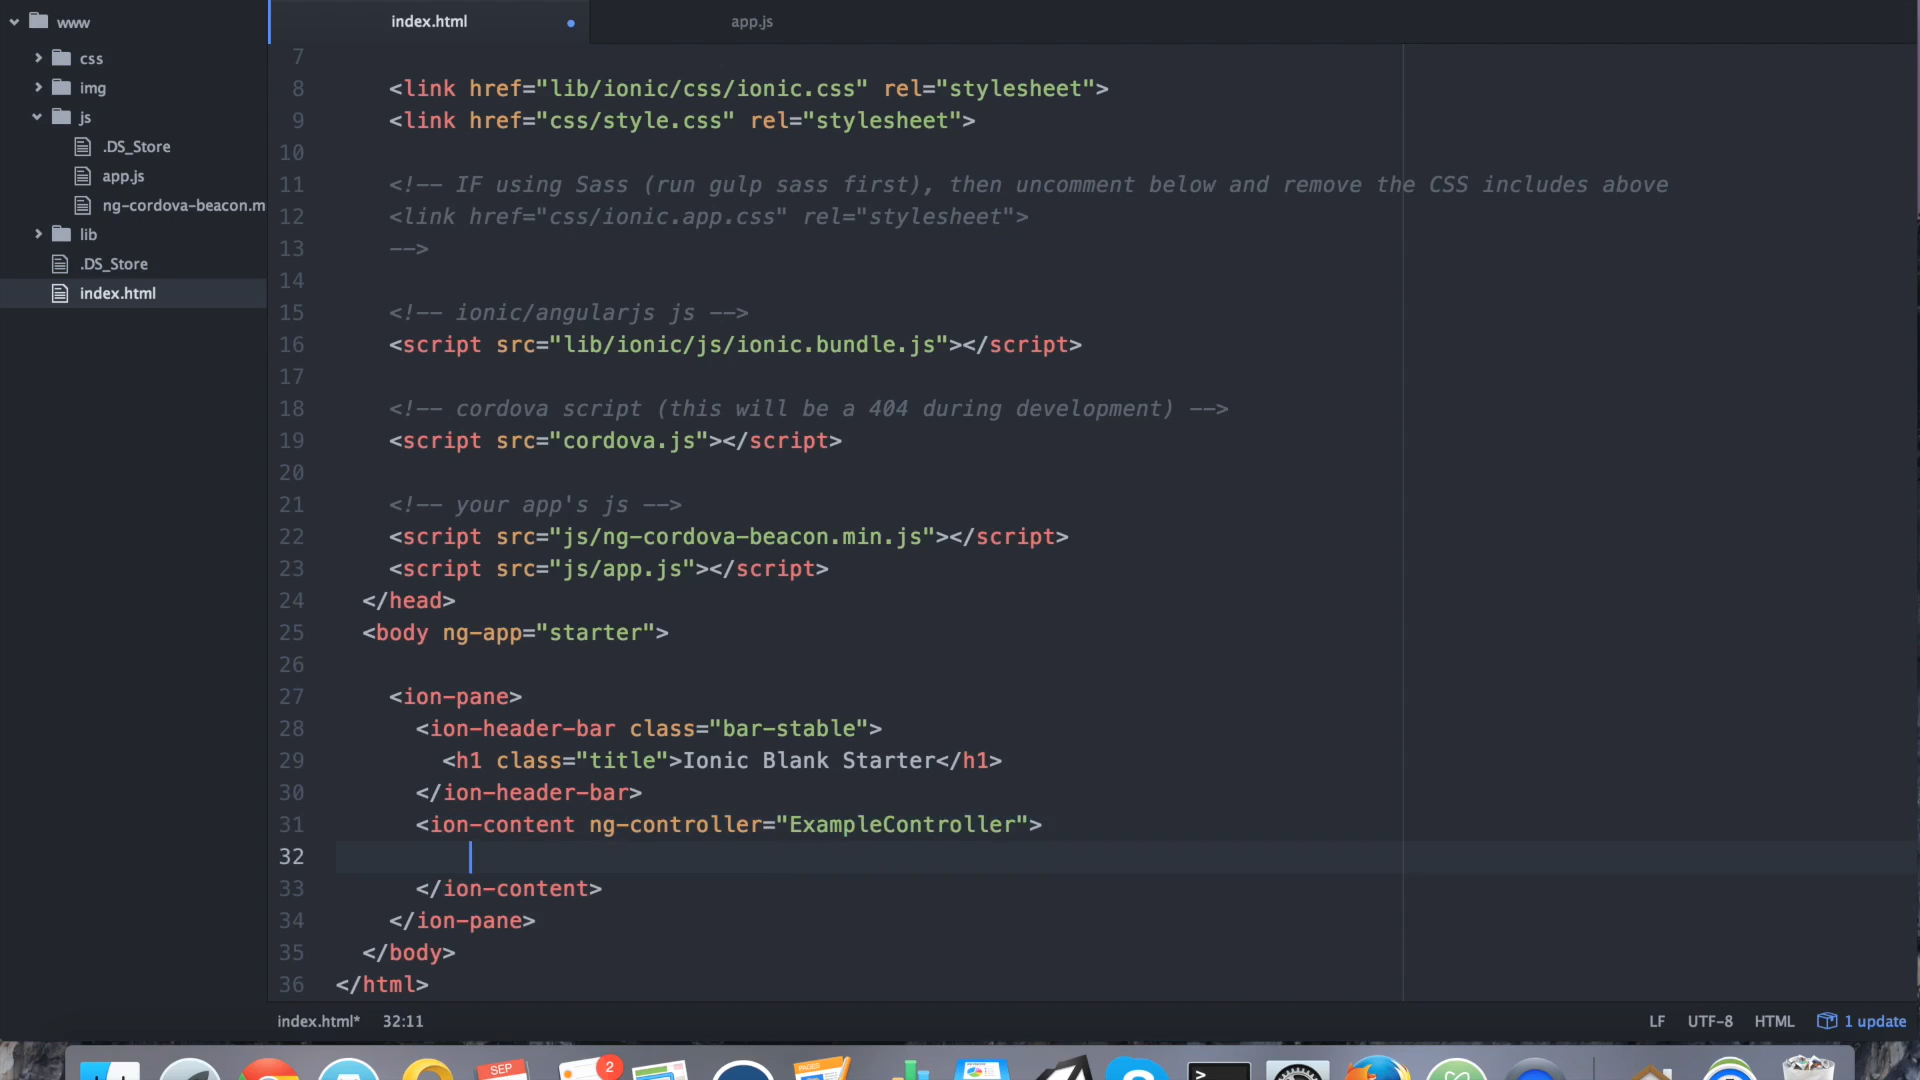 www
css
img
js
.DS_Store
app.js
ng-cordova-beacon.m
lib
.DS_Store
index.html
index.html
app.js
7
8 <link href="lib/ionic/css/ionic.css" rel="stylesheet">
9 <link href="css/style.css" rel="stylesheet">
10
11 <!-- IF using Sass (run gulp sass first), then uncomment below and remove the CSS includes above
12 <link href="css/ionic.app.css" rel="stylesheet">
13 -->
14
15 <!-- ionic/angularjs js -->
16 <script src="lib/ionic/js/ionic.bundle.js"></script>
17
18 <!-- cordova script (this will be a 404 during development) -->
19 <script src="cordova.js"></script>
20
21 <!-- your app's js -->
22 <script src="js/ng-cordova-beacon.min.js"></script>
23 <script src="js/app.js"></script>
24 </head>
25 <body ng-app="starter">
26
27 <ion-pane>
28 <ion-header-bar class="bar-stable">
29 <h1 class="title">Ionic Blank Starter</h1>
30 </ion-header-bar>
31 <ion-content ng-controller="ExampleController">
32
33 </ion-content>
34 </ion-pane>
35 </body>
36 </html>
index.html* 32:11
LF UTF-8 HTML 1 update
SEP
2
PAGES